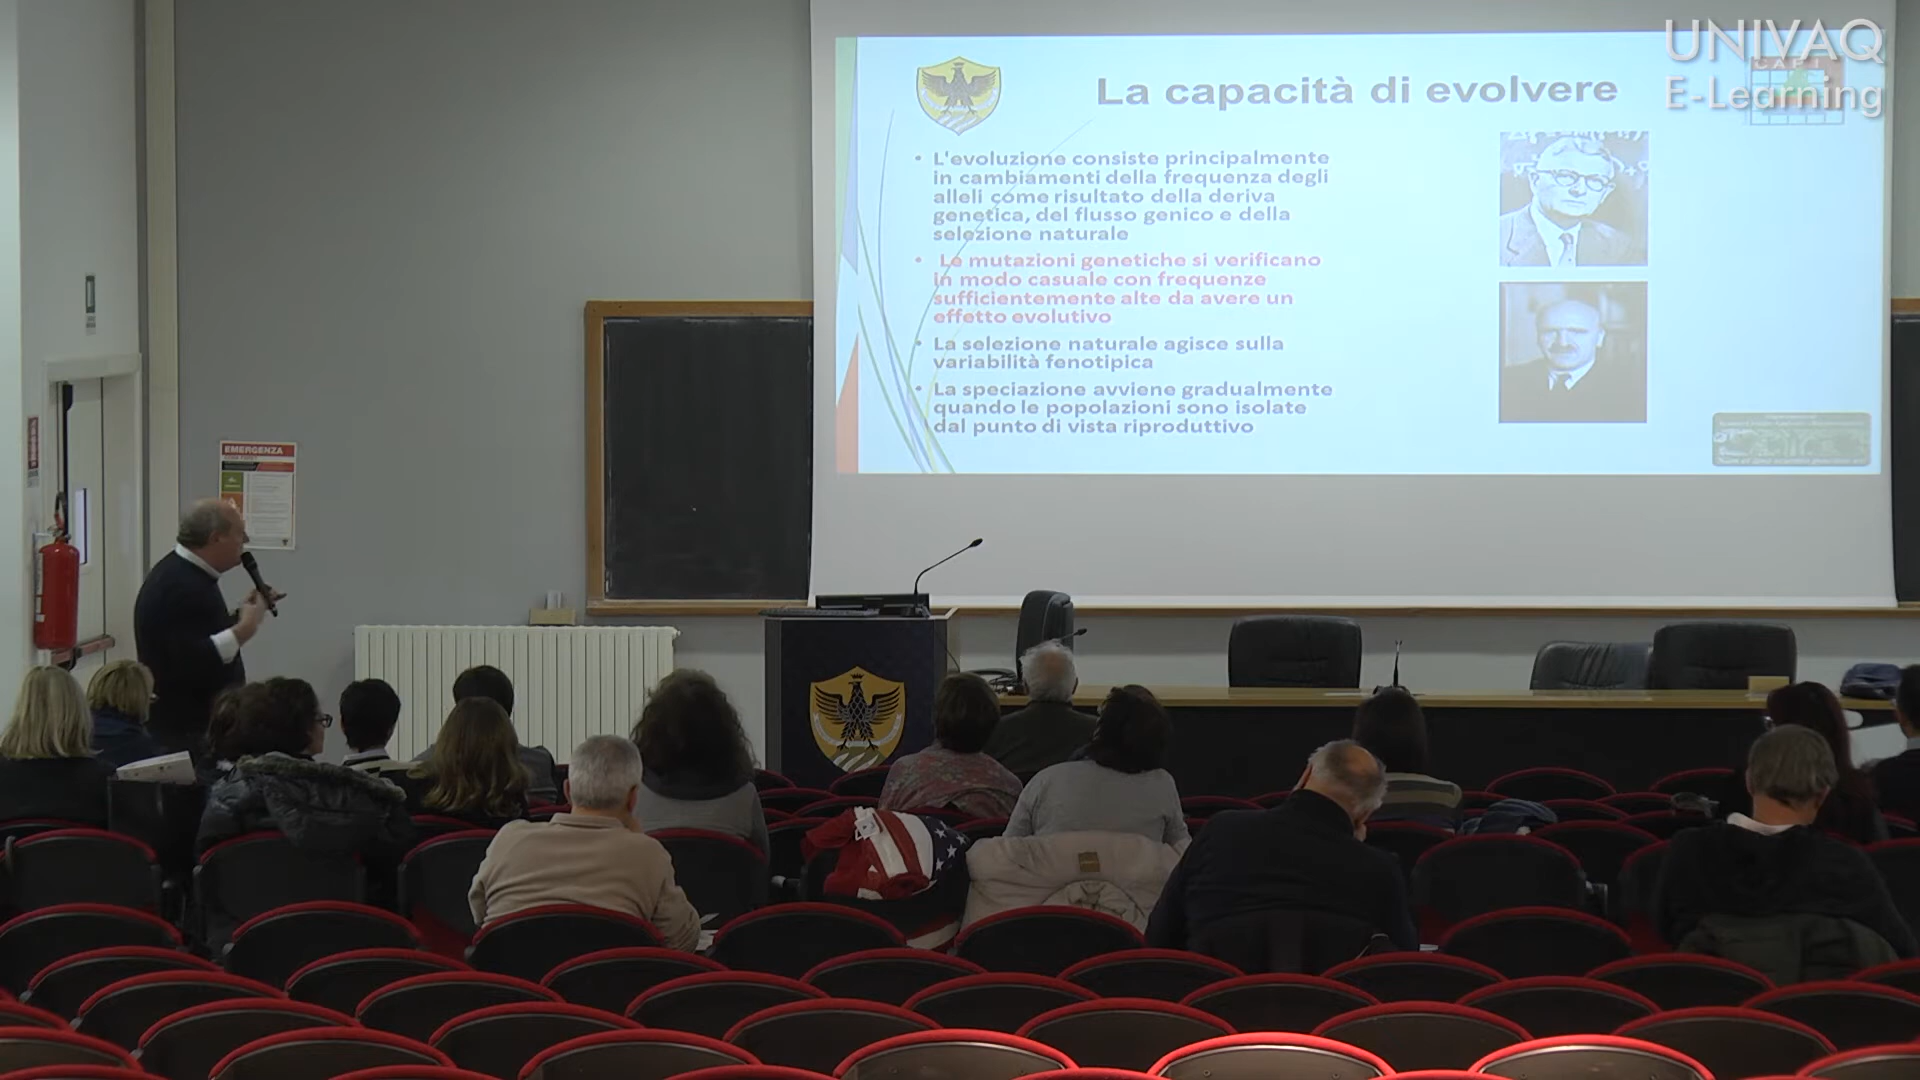 UNIVAQ
E-Learning
La capacità di evolvere
• L'evoluzione consiste principalmente
in cambiamenti della frequenza degli
alleli come risultato della deriva
genetica, del flusso genico e della
selezione naturale
• Le mutazioni genetiche si verificano
in modo casuale con frequenze
sufficientemente alte da avere un
effetto evolutivo
• La selezione naturale agisce sulla
variabilità fenotipica
• La speciazione avviene gradualmente
quando le popolazioni sono isolate
dal punto di vista riproduttivo
EMERGENZA